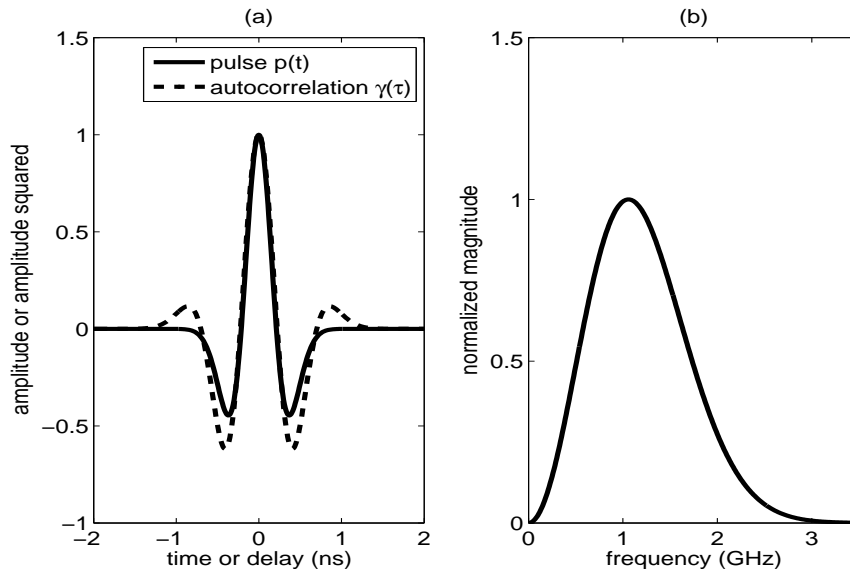 (a)
1.5
1
0.5
0
−0.5
−1
−2
−1
0
1
2
pulse p(t)
autocorrelation γ(τ)
amplitude or amplitude squared
time or delay (ns)
(b)
1.5
1
0.5
0
0
1
2
3
normalized magnitude
frequency (GHz)